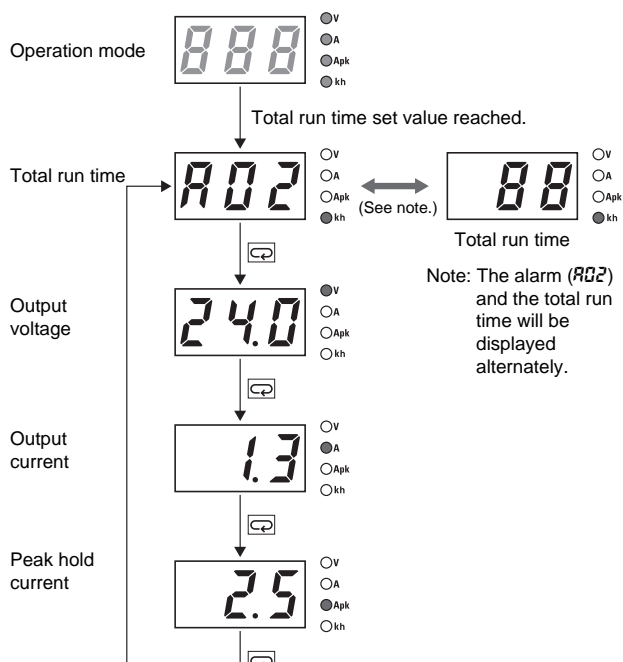 Operation mode
888
V
A
Apk
kh
Total run time set value reached.
Total run time
A02
V
A
Apk
kh
(See note.)
88
V
A
Apk
kh
Total run time
Note: The alarm (A02)
and the total run
time will be
displayed
alternately.
Output
voltage
24.0
V
A
Apk
kh
Output
current
1.3
V
A
Apk
kh
Peak hold
current
2.5
V
A
Apk
kh